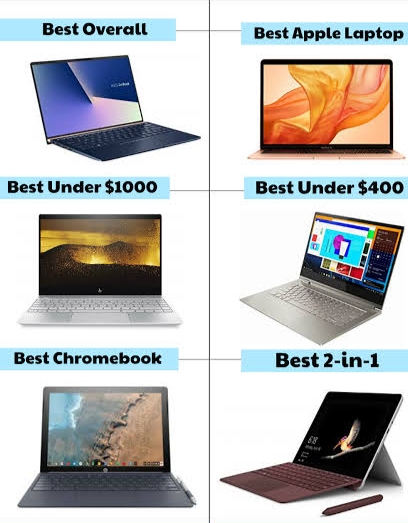 Best Overall
Best Apple Laptop
Best Under $1000
Best Under $400
Best Chromebook
Best 2-in-1